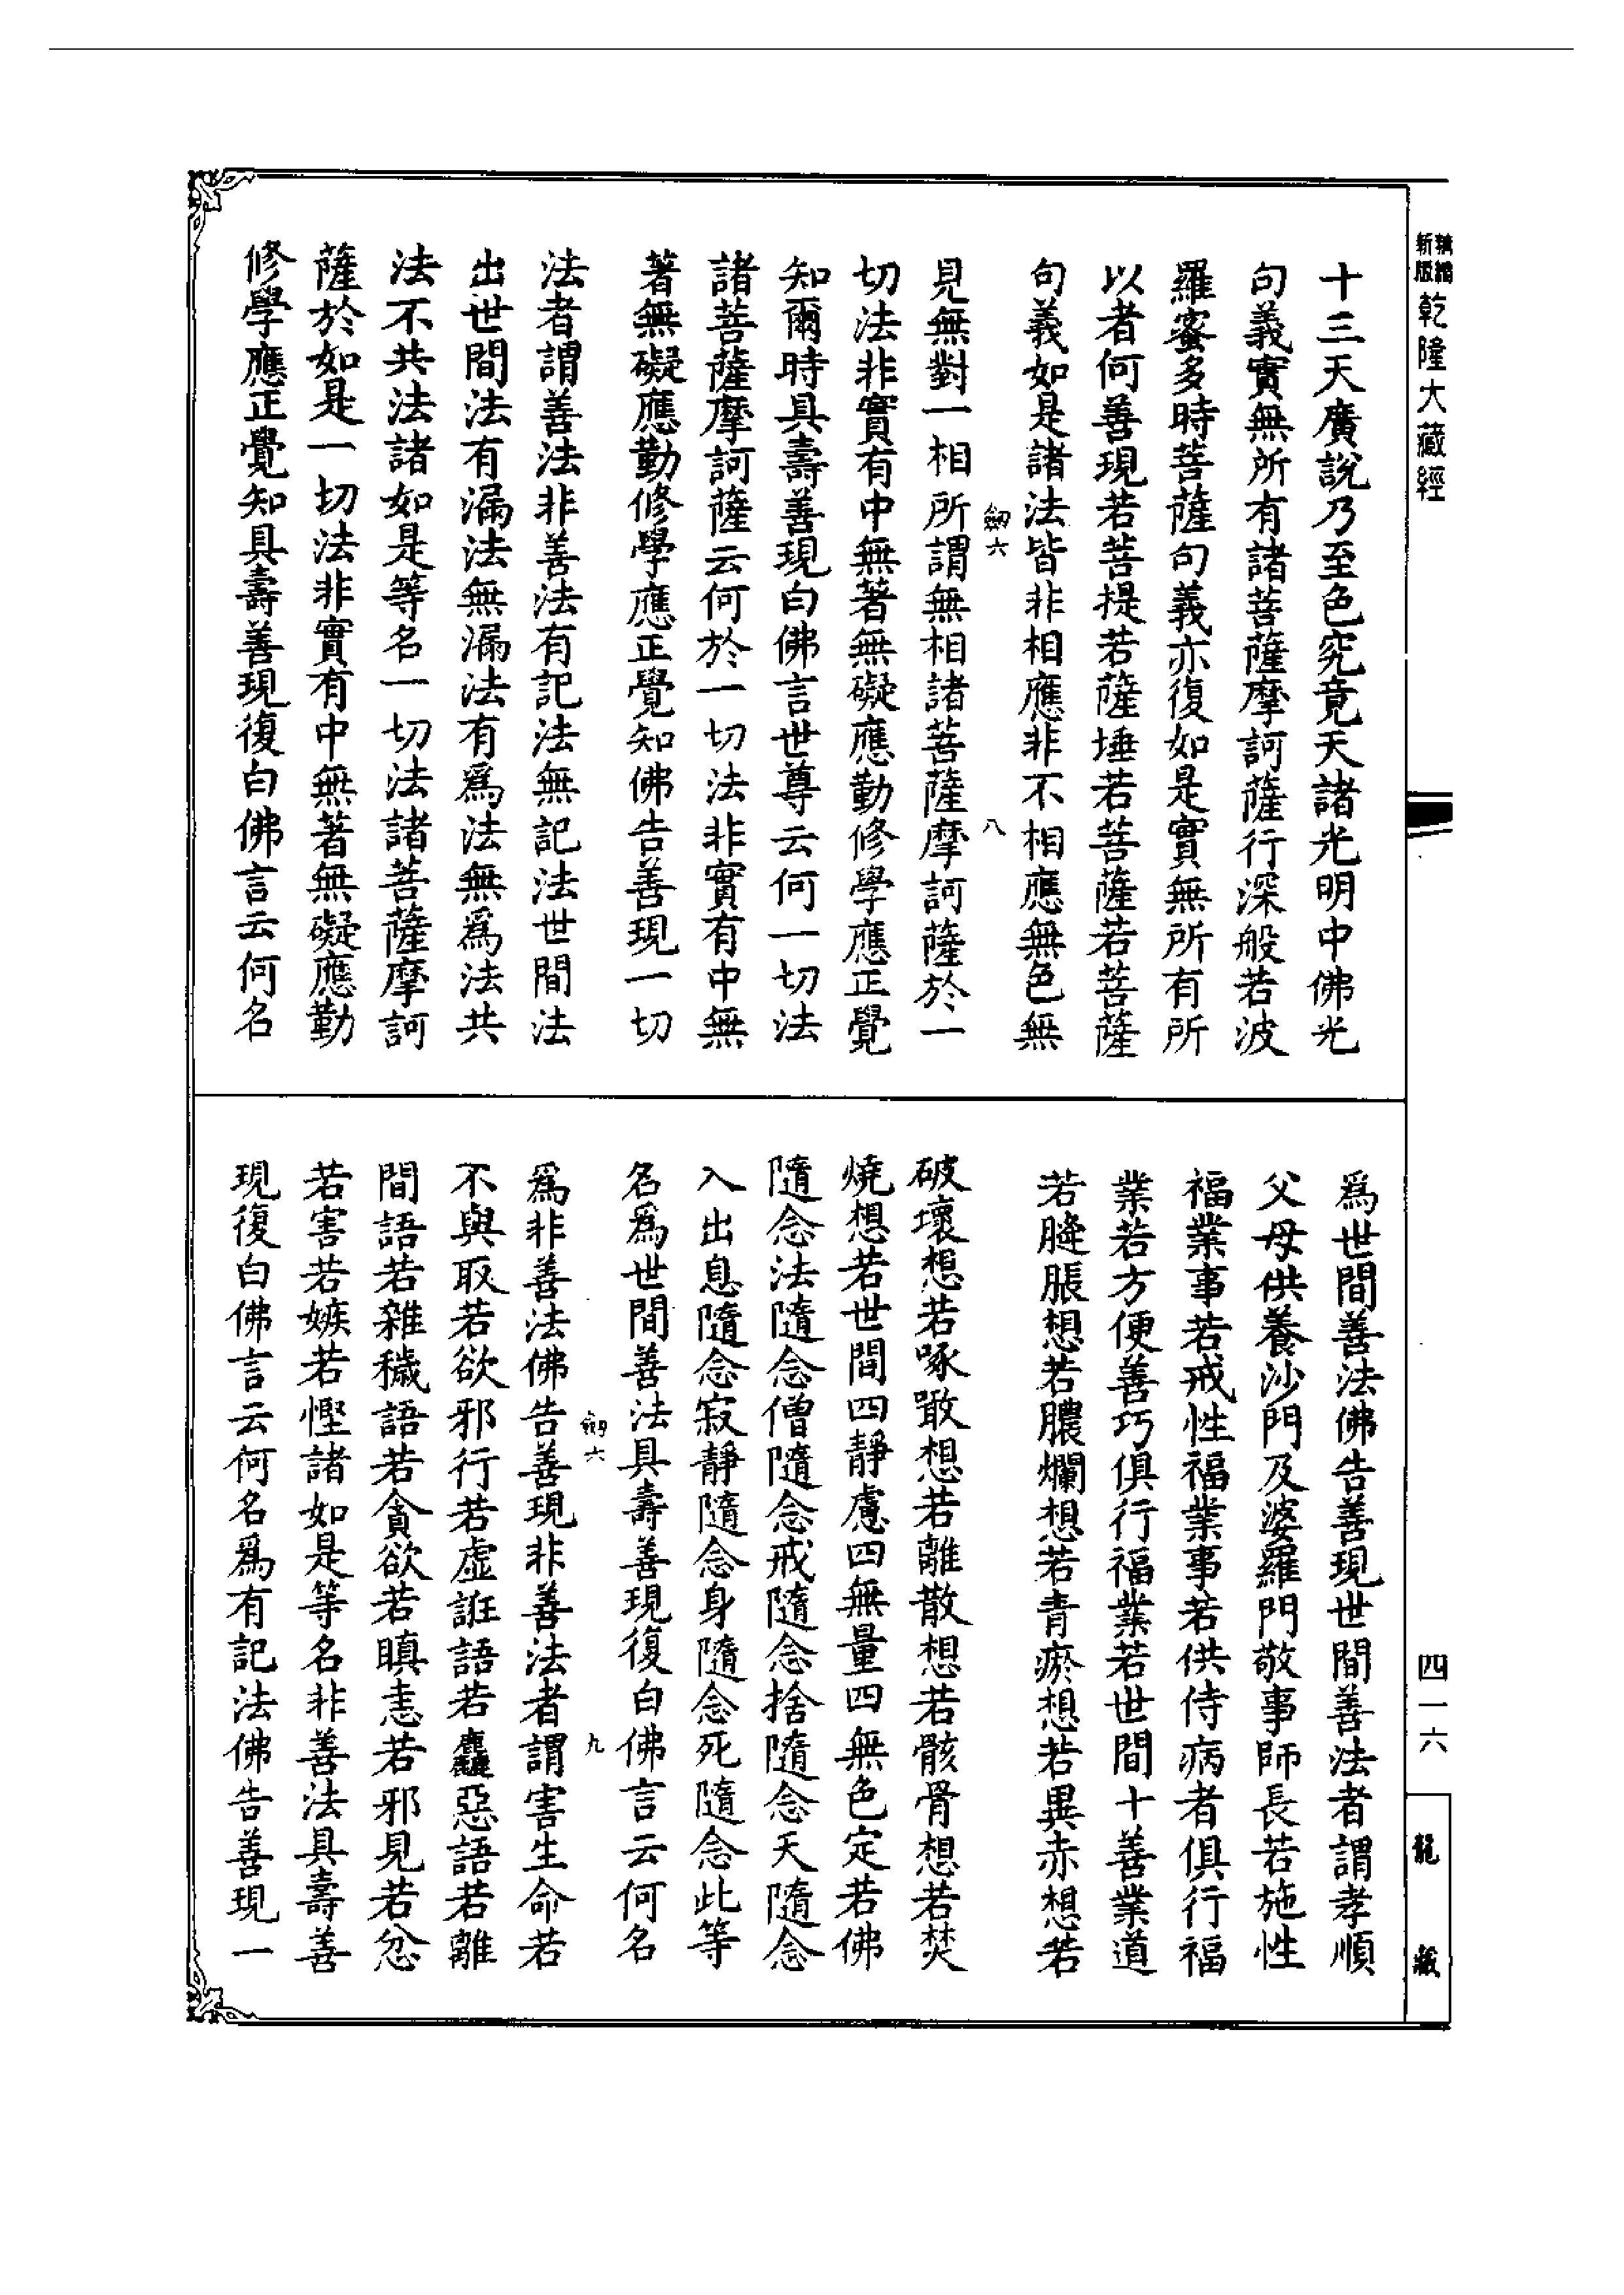 新版 精縮 乾隆大藏經
十三天廣說乃至色究竟天諸光明中佛光
句義實無所有諸菩薩摩訶薩行深般若波
羅蜜多時菩薩句義亦復如是實無所有所
以者何善現若菩提若薩埵若菩薩若菩薩
句義如是諸法皆非相應非不相應無色無
劒六 八
見無對一相所謂無相諸菩薩摩訶薩於一
切法非實有中無著無礙應勤修學應正覺
知爾時具壽善現白佛言世尊云何一切法
諸菩薩摩訶薩云何於一切法非實有中無
著無礙應勤修學應正覺知佛告善現一切
法者謂善法非善法有記法無記法世間法
出世間法有漏法無漏法有爲法無爲法共
法不共法諸如是等名一切法諸菩薩摩訶
薩於如是一切法非實有中無著無礙應勤
修學應正覺知具壽善現復白佛言云何名
爲世間善法佛告善現世間善法者謂孝順
父母供養沙門及婆羅門敬事師長若施性
福業事若戒性福業事若供侍病者俱行福
業若方便善巧俱行福業若世間十善業道
若膖脹想若膿爛想若青瘀想若異赤想若
破壞想若啄噉想若離散想若骸骨想若焚
燒想若世間四靜慮四無量四無色定若佛
隨念法隨念僧隨念戒隨念捨隨念天隨念
入出息隨念寂靜隨念身隨念死隨念此等
名爲世間善法具壽善現復白佛言云何名
劒六 九
爲非善法佛告善現非善法者謂害生命若
不與取若欲邪行若虛誑語若麤惡語若離
間語若雜穢語若貪欲若瞋恚若邪見若忿
若害若嫉若慳諸如是等名非善法具壽善
現復白佛言云何名爲有記法佛告善現一
四一六
龍藏